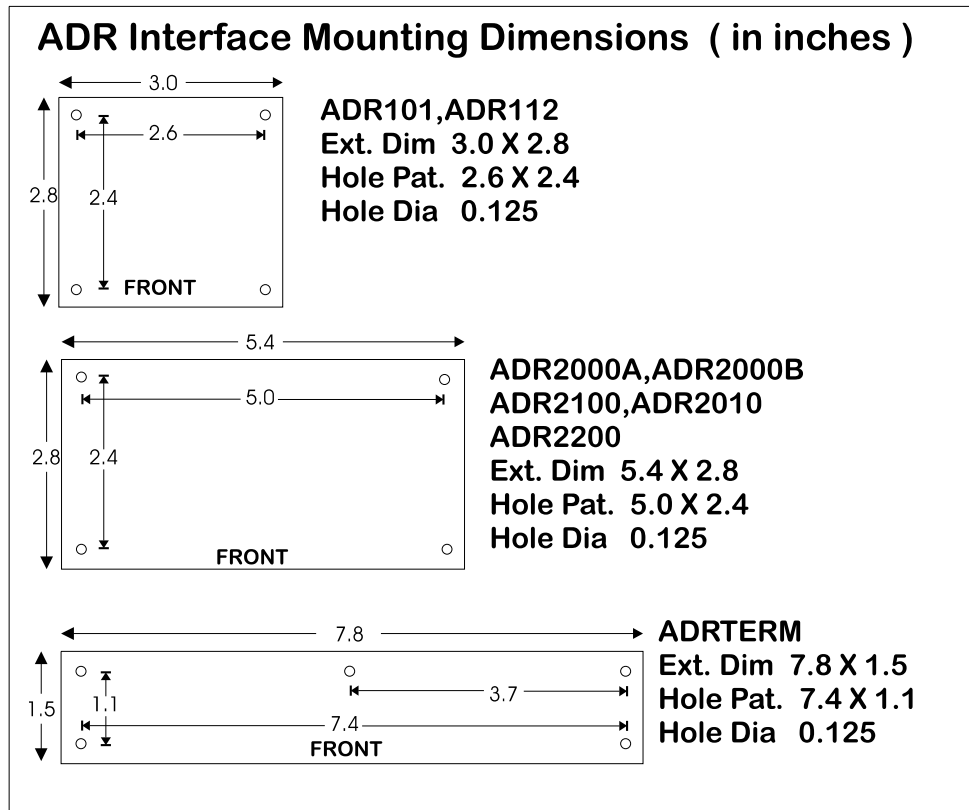 ADR Interface Mounting Dimensions ( in inches )
3.0
2.6
2.8
2.4
FRONT
ADR101,ADR112
Ext. Dim 3.0 X 2.8
Hole Pat. 2.6 X 2.4
Hole Dia 0.125
5.4
5.0
2.8
2.4
FRONT
ADR2000A,ADR2000B
ADR2100,ADR2010
ADR2200
Ext. Dim 5.4 X 2.8
Hole Pat. 5.0 X 2.4
Hole Dia 0.125
7.8
3.7
1.5
1.1
7.4
FRONT
ADRTERM
Ext. Dim 7.8 X 1.5
Hole Pat. 7.4 X 1.1
Hole Dia 0.125